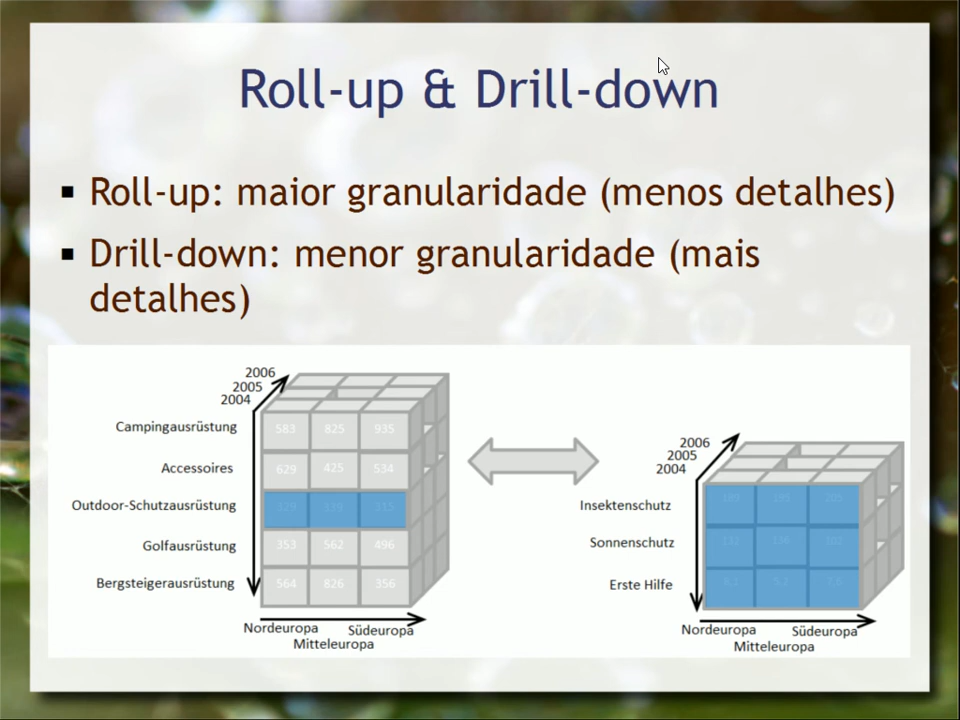 Roll-up & Drill-down
▪ Roll-up: maior granularidade (menos detalhes)
▪ Drill-down: menor granularidade (mais
detalhes)
2006
2005
2004
Campingausrüstung
583 825 935
Accessoires
629 425 534
Outdoor-Schutzausrüstung
Golfausrüstung
353 562 496
Bergsteigerausrüstung
564 826 356
Nordeuropa
Südeuropa
Mitteleuropa
2006
2005
2004
Insektenschutz
Sonnenschutz
Erste Hilfe
Nordeuropa
Südeuropa
Mitteleuropa